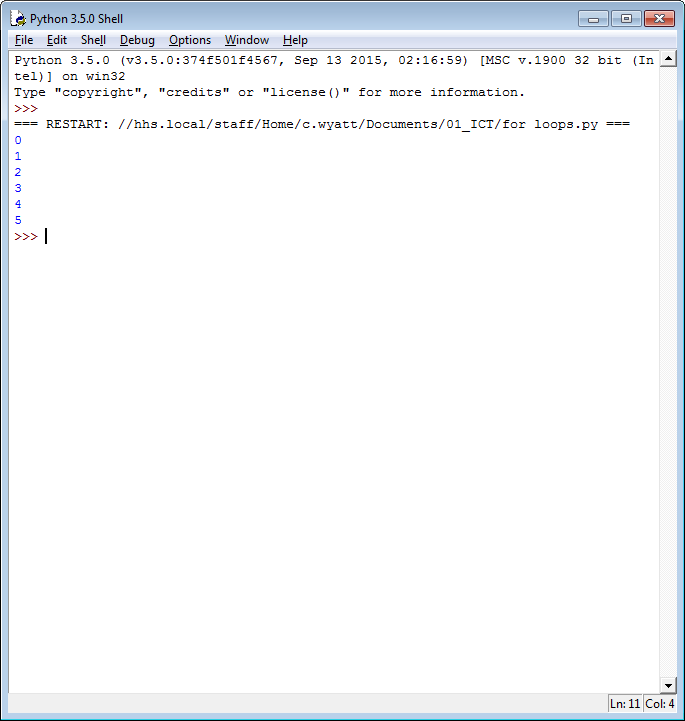 Python 3.5.0 Shell
File Edit Shell Debug Options Window Help
Python 3.5.0 (v3.5.0:374f501f4567, Sep 13 2015, 02:16:59) [MSC v.1900 32 bit (In
tel)] on win32
Type "copyright", "credits" or "license()" for more information.
>>>
=== RESTART: //hhs.local/staff/Home/c.wyatt/Documents/01_ICT/for loops.py ===
0
1
2
3
4
5
>>>
Ln: 11 Col: 4